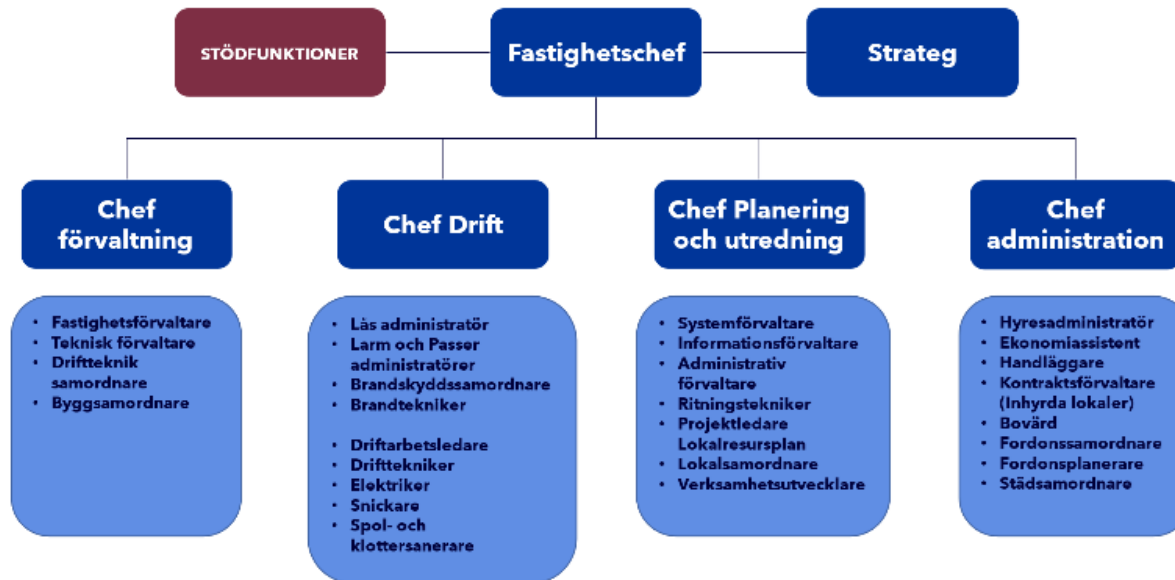 STÖDFUNKTIONER
Fastighetschef
Strateg
Chef
förvaltning
Chef Drift
Chef Planering
och utredning
Chef
administration
• Fastighetsförvaltare
• Teknisk förvaltare
• Driftteknik
samordnare
• Byggsamordnare
• Lås administratör
• Larm och Passer
administratörer
• Brandskyddssamordnare
• Brandtekniker
• Driftarbetsledare
• Drifttekniker
• Elektriker
• Snickare
• Spol- och
klottersanerare
• Systemförvaltare
• Informationsförvaltare
• Administrativ
förvaltare
• Ritningstekniker
• Projektledare
Lokalresursplan
• Lokalsamordnare
• Verksamhetsutvecklare
• Hyresadministratör
• Ekonomiassistent
• Handläggare
• Kontraktsförvaltare
(Inhyrda lokaler)
• Bovärd
• Fordonssamordnare
• Fordonsplanerare
• Städsamordnare